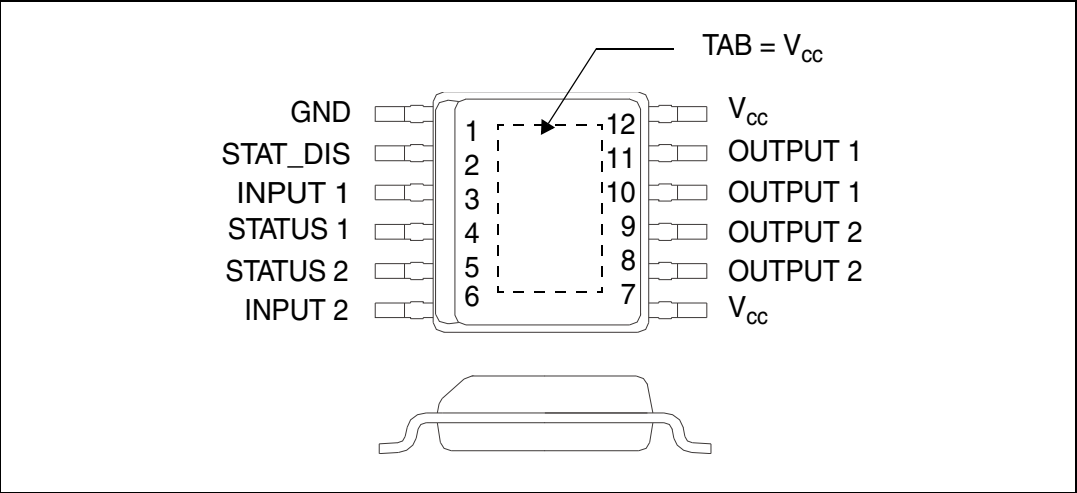 TAB = Vcc
GND 1 12 Vcc
STAT_DIS 2 11 OUTPUT 1
INPUT 1 3 10 OUTPUT 1
STATUS 1 4 9 OUTPUT 2
STATUS 2 5 8 OUTPUT 2
INPUT 2 6 7 Vcc